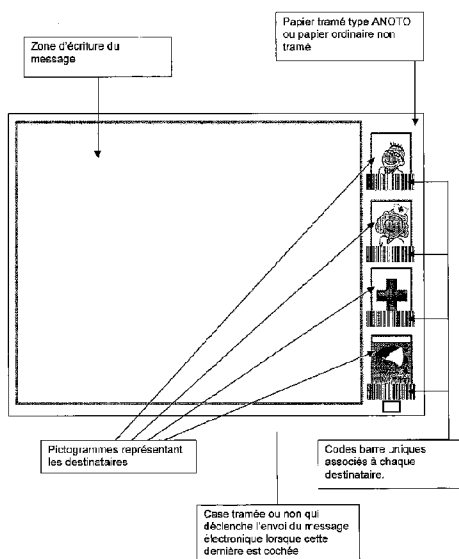 Zone d'écriture du
message
Papier tramé type ANOTO
ou papier ordinaire non
tramé
Pictogrammes représentant
les destinataires
Codes barre uniques
associés à chaque
destinataire.
Case tramée ou non qui
déclenche l'envoi du message
électronique lorsque cette
dernière est cochée